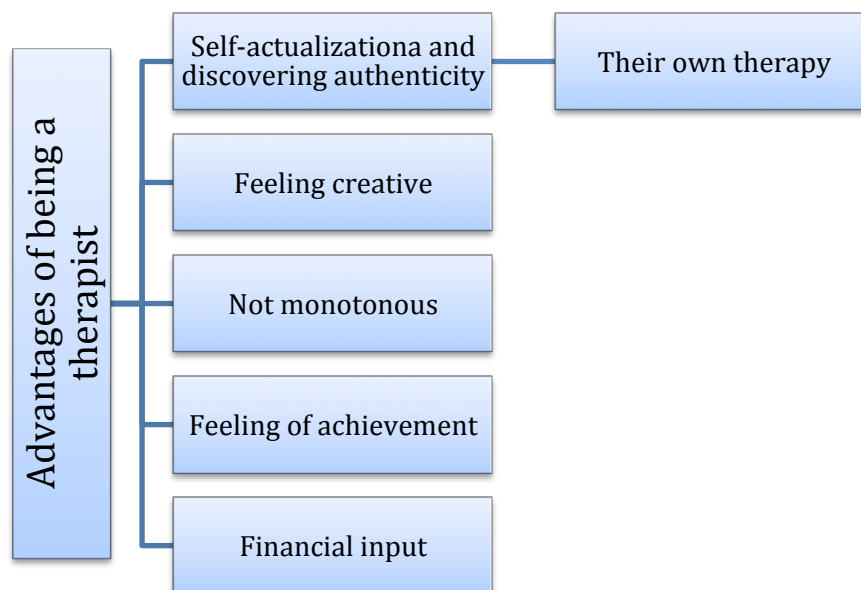 Advantages of being a
therapist
Self-actualizationa and
discovering authenticity
Their own therapy
Feeling creative
Not monotonous
Feeling of achievement
Financial input